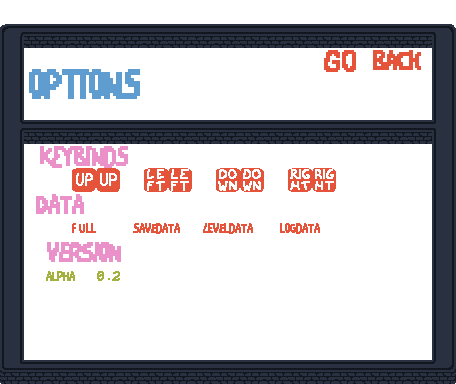 GO BACK
OPTIONS
KEYBINDS
UP UP LE LE DO DO RIG RIG
FT FT WN WN HT HT
DATA
FULL SAVEDATA LEVELDATA LOGDATA
VERSION
ALPHA 0.2